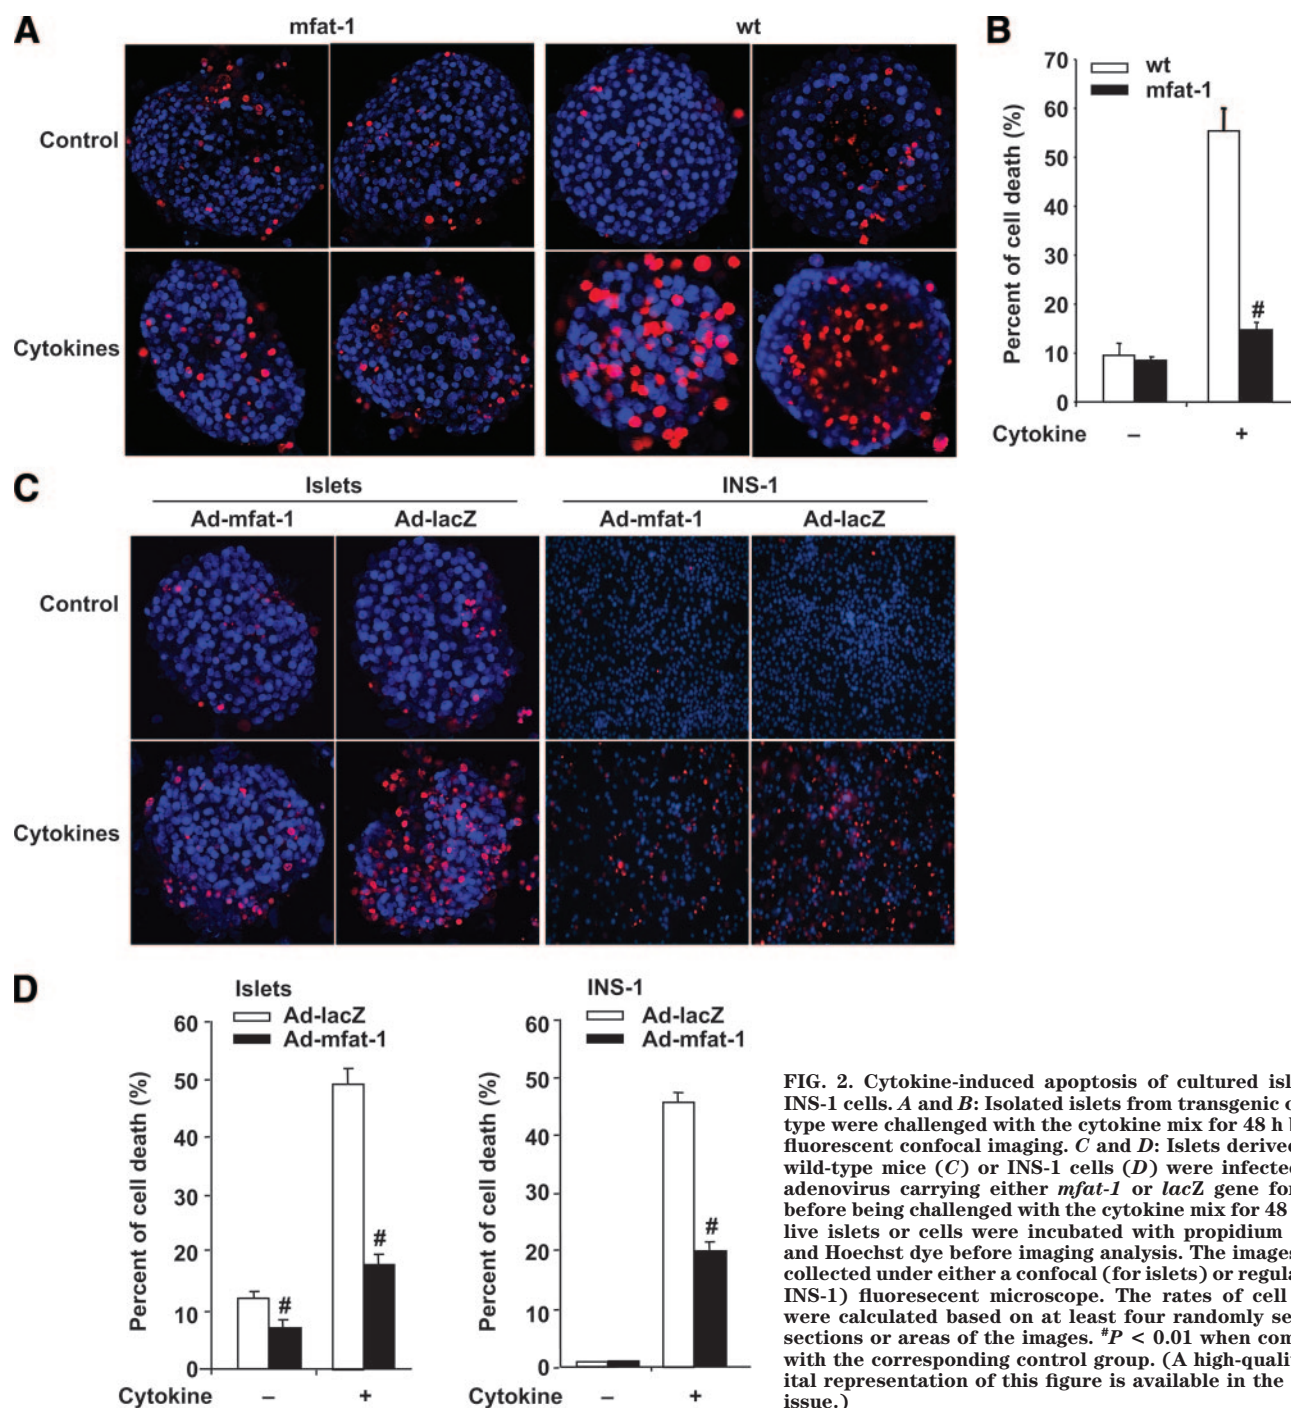 A
mfat-1
wt
Control
Cytokines
B
wt
mfat-1
Percent of cell death (%)
70
60
50
40
30
20
10
0
#
Cytokine
–
+
C
Islets
INS-1
Ad-mfat-1
Ad-lacZ
Ad-mfat-1
Ad-lacZ
Control
Cytokines
D
Islets
Ad-lacZ
Ad-mfat-1
Percent of cell death (%)
60
50
40
30
20
10
0
#
#
Cytokine
–
+
INS-1
Ad-lacZ
Ad-mfat-1
Percent of cell death (%)
60
50
40
30
20
10
0
#
Cytokine
–
+
FIG. 2. Cytokine-induced apoptosis of cultured isl
INS-1 cells. A and B: Isolated islets from transgenic o
type were challenged with the cytokine mix for 48 h b
fluorescent confocal imaging. C and D: Islets derived
wild-type mice (C) or INS-1 cells (D) were infected
adenovirus carrying either mfat-1 or lacZ gene for
before being challenged with the cytokine mix for 48
live islets or cells were incubated with propidium
and Hoechst dye before imaging analysis. The images
collected under either a confocal (for islets) or regula
INS-1) fluoresecent microscope. The rates of cell
were calculated based on at least four randomly se
sections or areas of the images. #P < 0.01 when com
with the corresponding control group. (A high-qualit
ital representation of this figure is available in the
issue.)